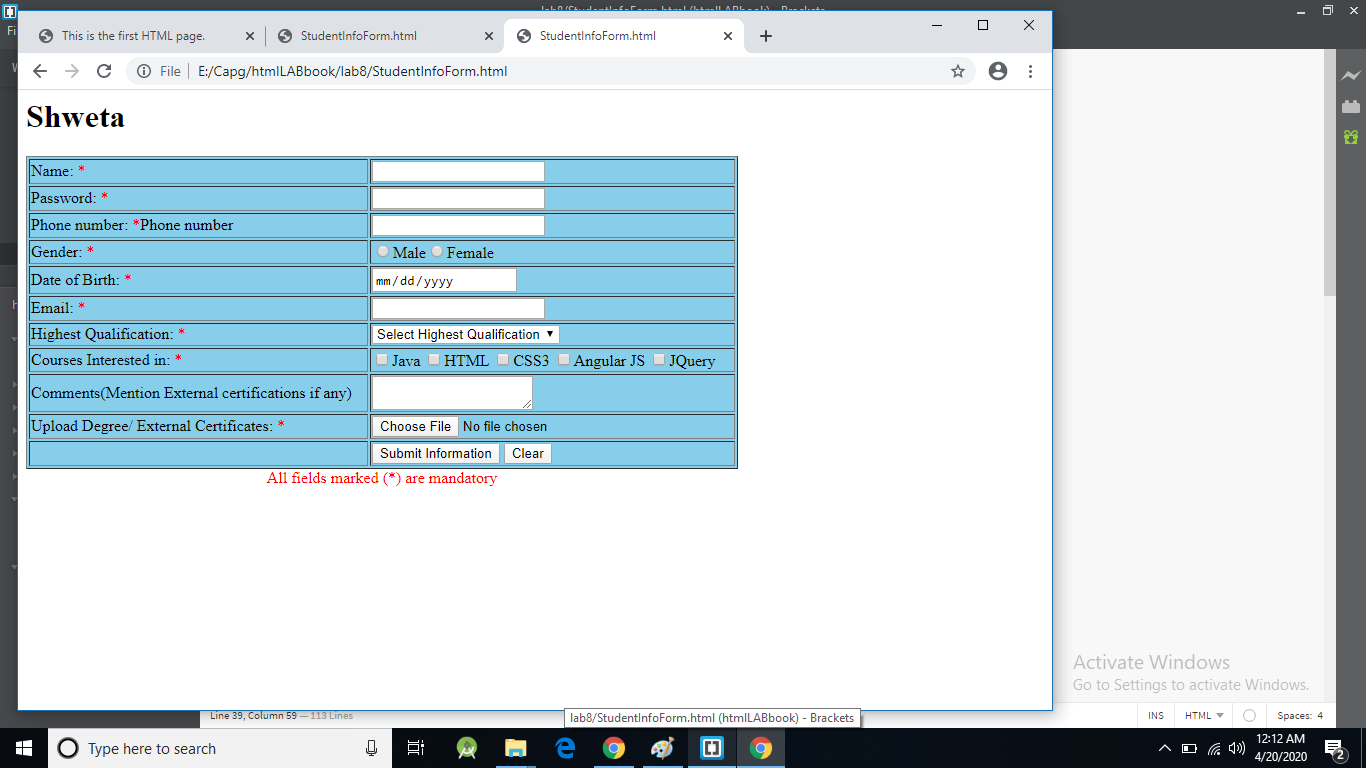 lab8/StudentInfoForm.html (htmlLABbook) - Brackets
Fi
This is the first HTML page.
StudentInfoForm.html
StudentInfoForm.html
File
E:/Capg/htmlLABbook/lab8/StudentInfoForm.html
Shweta
Name: *
Password: *
Phone number: *Phone number
Gender: * Male Female
Date of Birth: * mm/dd/yyyy
Email: *
Highest Qualification: * Select Highest Qualification
Courses Interested in: * Java HTML CSS3 Angular JS JQuery
Comments(Mention External certifications if any)
Upload Degree/ External Certificates: * Choose File No file chosen
Submit Information Clear
All fields marked (*) are mandatory
Activate Windows
Go to Settings to activate Windows.
Line 39, Column 59 — 113 Lines
INS HTML Spaces: 4
lab8/StudentInfoForm.html (htmlLABbook) - Brackets
Type here to search
12:12 AM
4/20/2020
2